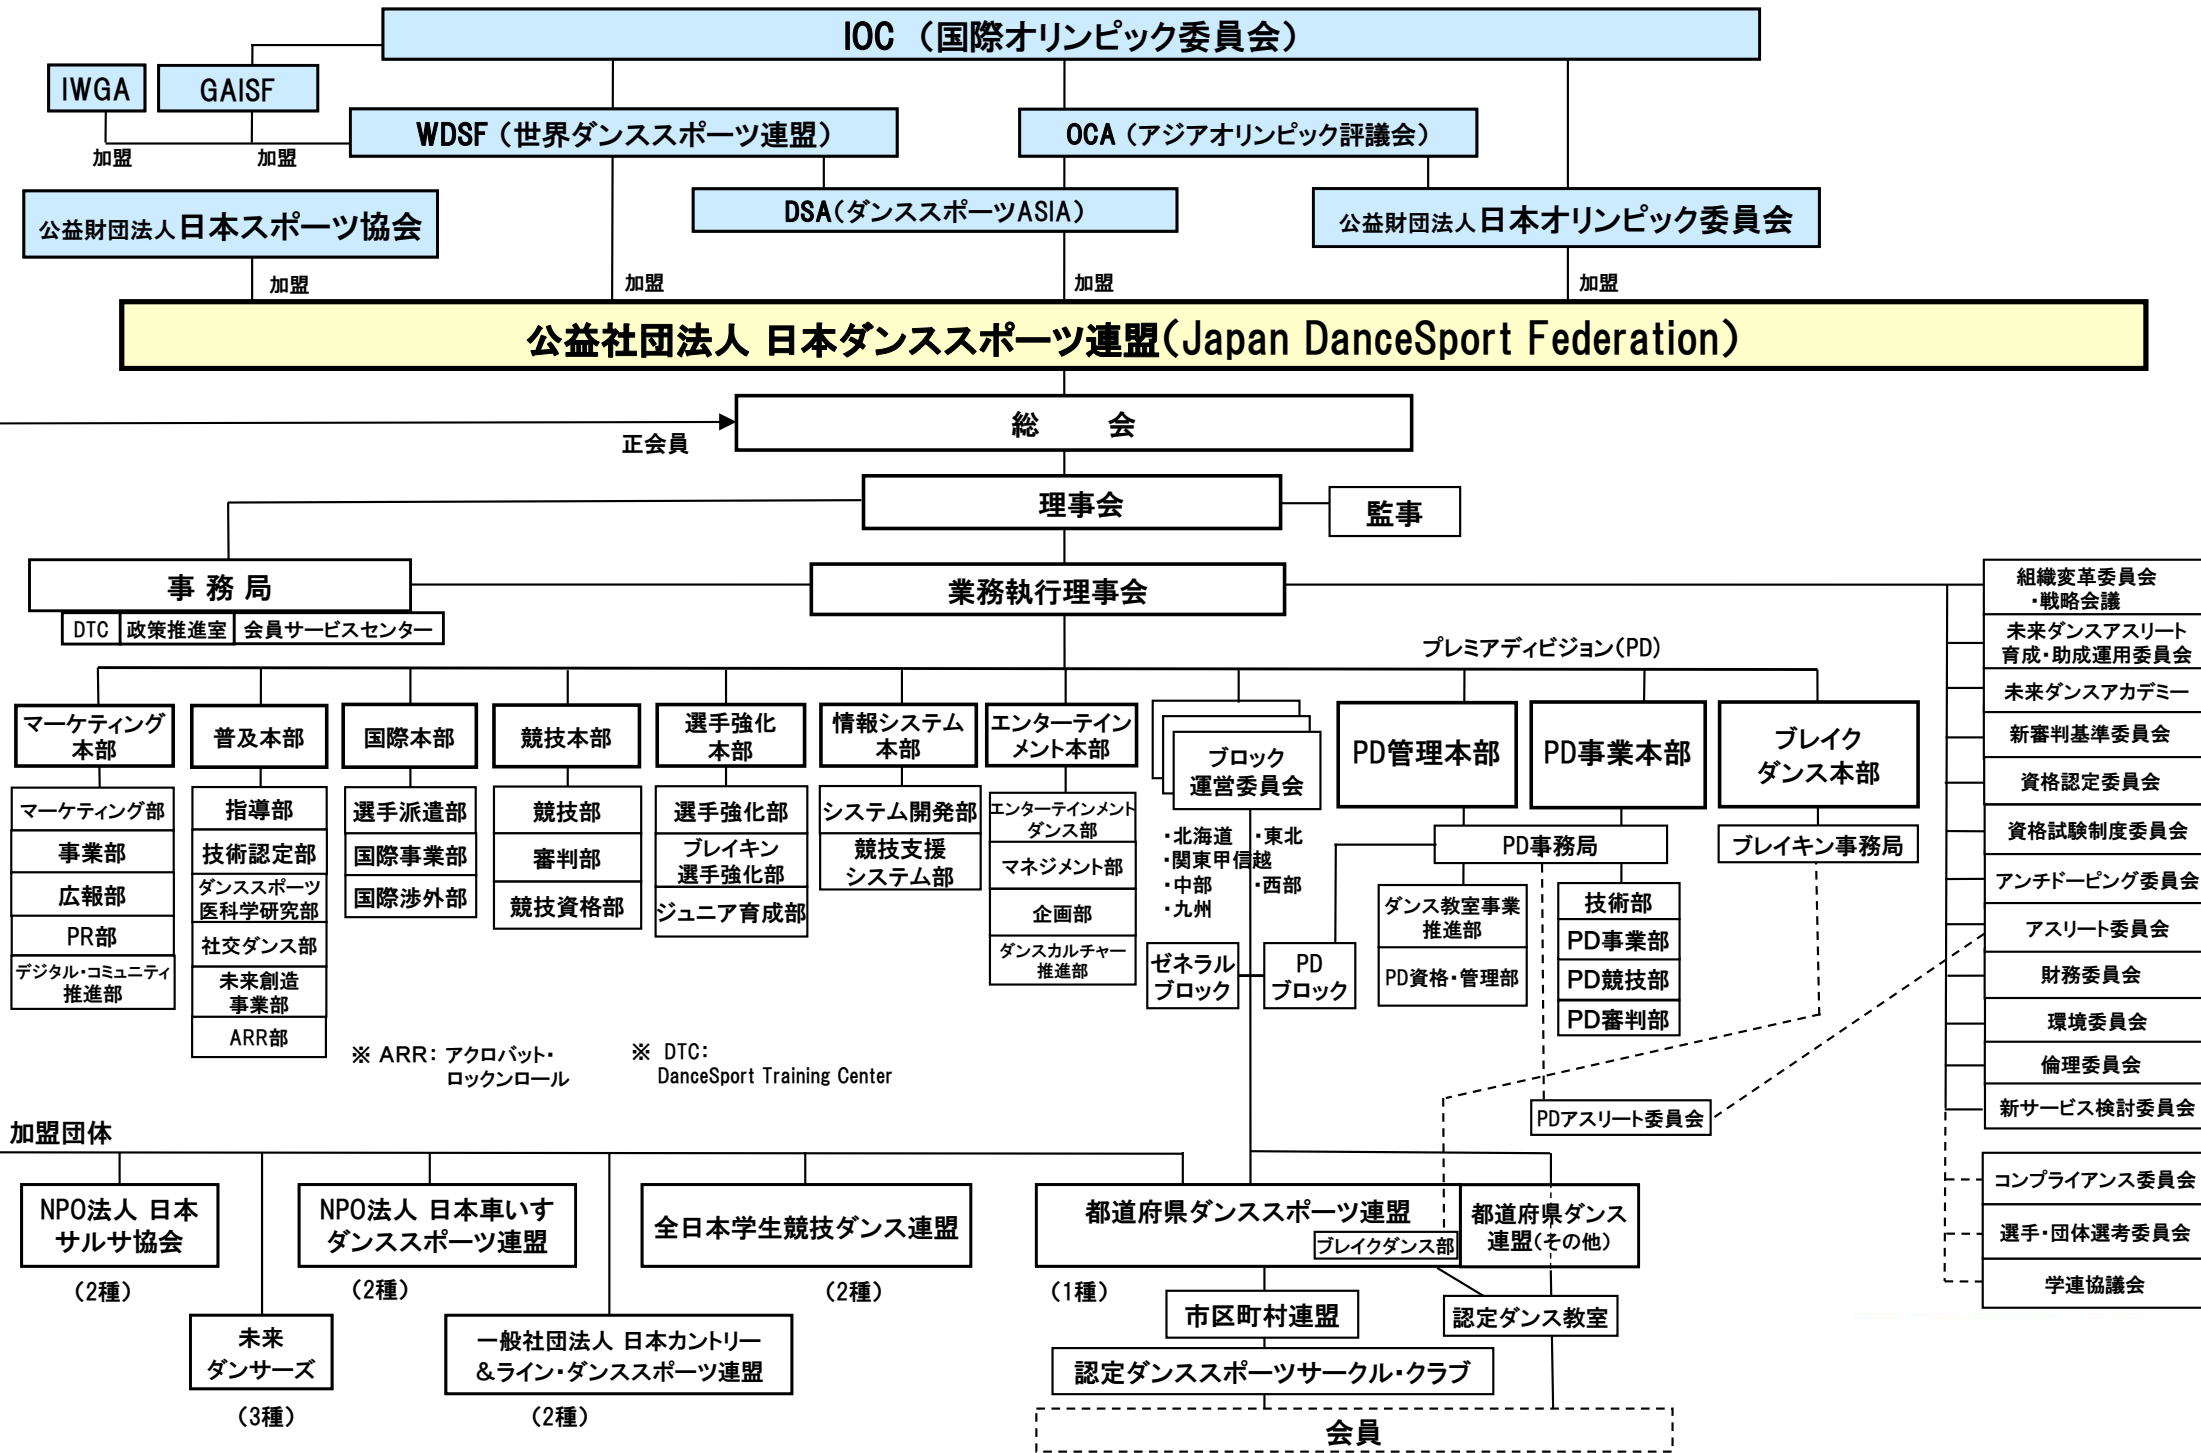 IOC （国際オリンピック委員会）
IWGA
GAISF
WDSF（世界ダンススポーツ連盟）
OCA（アジアオリンピック評議会）
加盟
加盟
公益財団法人日本スポーツ協会
DSA（ダンススポーツASIA）
公益財団法人日本オリンピック委員会
加盟
加盟
加盟
加盟
公益社団法人 日本ダンススポーツ連盟（Japan DanceSport Federation）
総 会
正会員
理事会
監事
事 務 局
業務執行理事会
DTC
政策推進室
会員サービスセンター
プレミアディビジョン（PD）
マーケティング
本部
マーケティング部
事業部
広報部
PR部
デジタル・コミュニティ
推進部
普及本部
指導部
技術認定部
ダンススポーツ
医科学研究部
社交ダンス部
未来創造
事業部
ARR部
国際本部
選手派遣部
国際事業部
国際渉外部
競技本部
競技部
審判部
競技資格部
選手強化
本部
選手強化部
ブレイキン
選手強化部
ジュニア育成部
情報システム
本部
システム開発部
競技支援
システム部
エンターテイン
メント本部
エンターテインメント
ダンス部
マネジメント部
企画部
ダンスカルチャー
推進部
ブロック
運営委員会
・北海道 ・東北
・関東甲信越
・中部 ・西部
・九州
ゼネラル
ブロック
PD
ブロック
PD管理本部
PD事業本部
PD事務局
ダンス教室事業
推進部
PD資格・管理部
技術部
PD事業部
PD競技部
PD審判部
ブレイク
ダンス本部
ブレイキン事務局
PDアスリート委員会
組織変革委員会
・戦略会議
未来ダンスアスリート
育成・助成運用委員会
未来ダンスアカデミー
新審判基準委員会
資格認定委員会
資格試験制度委員会
アンチドーピング委員会
アスリート委員会
財務委員会
環境委員会
倫理委員会
新サービス検討委員会
コンプライアンス委員会
選手・団体選考委員会
学連協議会
※ ARR： アクロバット・
ロックンロール
※ DTC：
DanceSport Training Center
加盟団体
NPO法人 日本
サルサ協会
（2種）
未来
ダンサーズ
（3種）
NPO法人 日本車いす
ダンススポーツ連盟
（2種）
一般社団法人 日本カントリー
＆ライン・ダンススポーツ連盟
（2種）
全日本学生競技ダンス連盟
（2種）
都道府県ダンススポーツ連盟
ブレイクダンス部
（1種）
都道府県ダンス
連盟（その他）
市区町村連盟
認定ダンス教室
認定ダンススポーツサークル・クラブ
会員